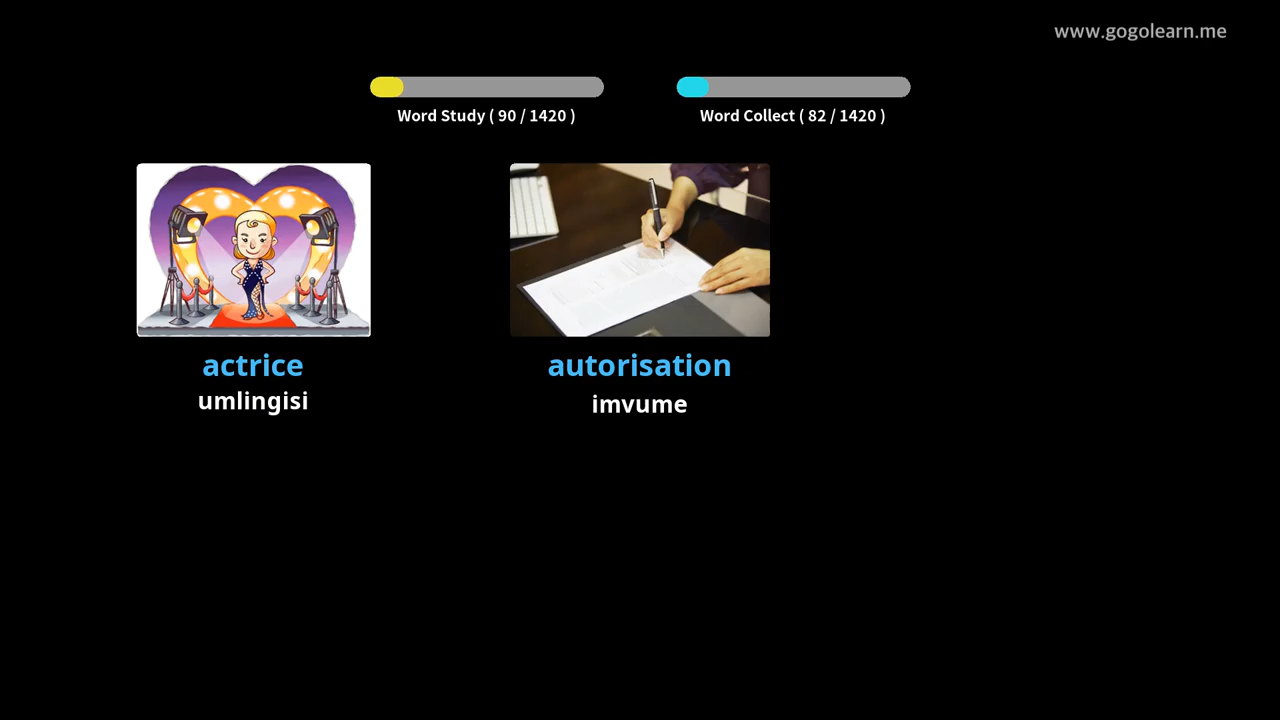 www.gogolearn.me
Word Study ( 90 / 1420 )
Word Collect ( 82 / 1420 )
actrice
umlingisi
autorisation
imvume